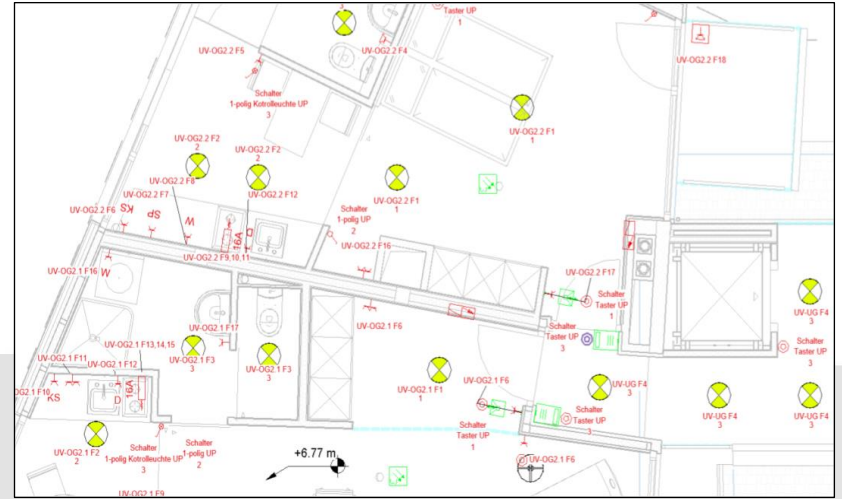 3
Taster UP
1
UV-OG2.2 F5
UV-OG2.2 F4
UV-OG2.2 F18
Schalter
1-polig Kotrolleuchte UP
3
UV-OG2.2 F1
1
UV-OG2.2 F2
2
UV-OG2.2 F2
2
UV-OG2.2 F8
UV-OG2.2 F7
UV-OG2.2 F12
UV-OG2.2 F6
KS
SP
W
16A
UV-OG2.2 F1
1
Schalter
1-polig UP
2
UV-OG2.2 F16
UV-OG2.2 F9,10,11
UV-OG2.1 F16
W
UV-OG2.2 F17
Schalter
Taster UP
1
UV-OG2.1 F17
UV-OG2.1 F6
Schalter
Taster UP
3
UV-UG F4
3
Schalter
Taster UP
3
UV-OG2.1 F13,14,15
UV-OG2.1 F3
3
UV-OG2.1 F11
UV-OG2.1 F12
UV-OG2.1 F3
3
UV-OG2.1 F1
1
UV-OG2.1 F6
UV-UG F4
3
UV-UG F4
3
UV-UG F4
3
OG2.1 F10
KS
D
16A
Schalter
Taster UP
1
Schalter
Taster UP
3
UV-OG2.1 F2
2
Schalter
1-polig Kotrolleuchte UP
3
Schalter
1-polig UP
2
+6.77 m
UV-OG2.1 F6
UV-OG2.1 F9